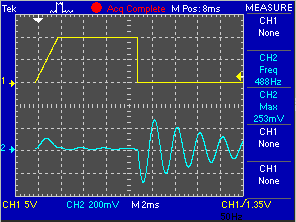 Tek Acq Complete M Pos: 8ms MEASURE
CH1
None
CH2
Freq
488Hz
CH2
Max
253mV
CH1
None
CH1
None
1
2
CH1 5V CH2 200mV M 2ms CH1/1.35V